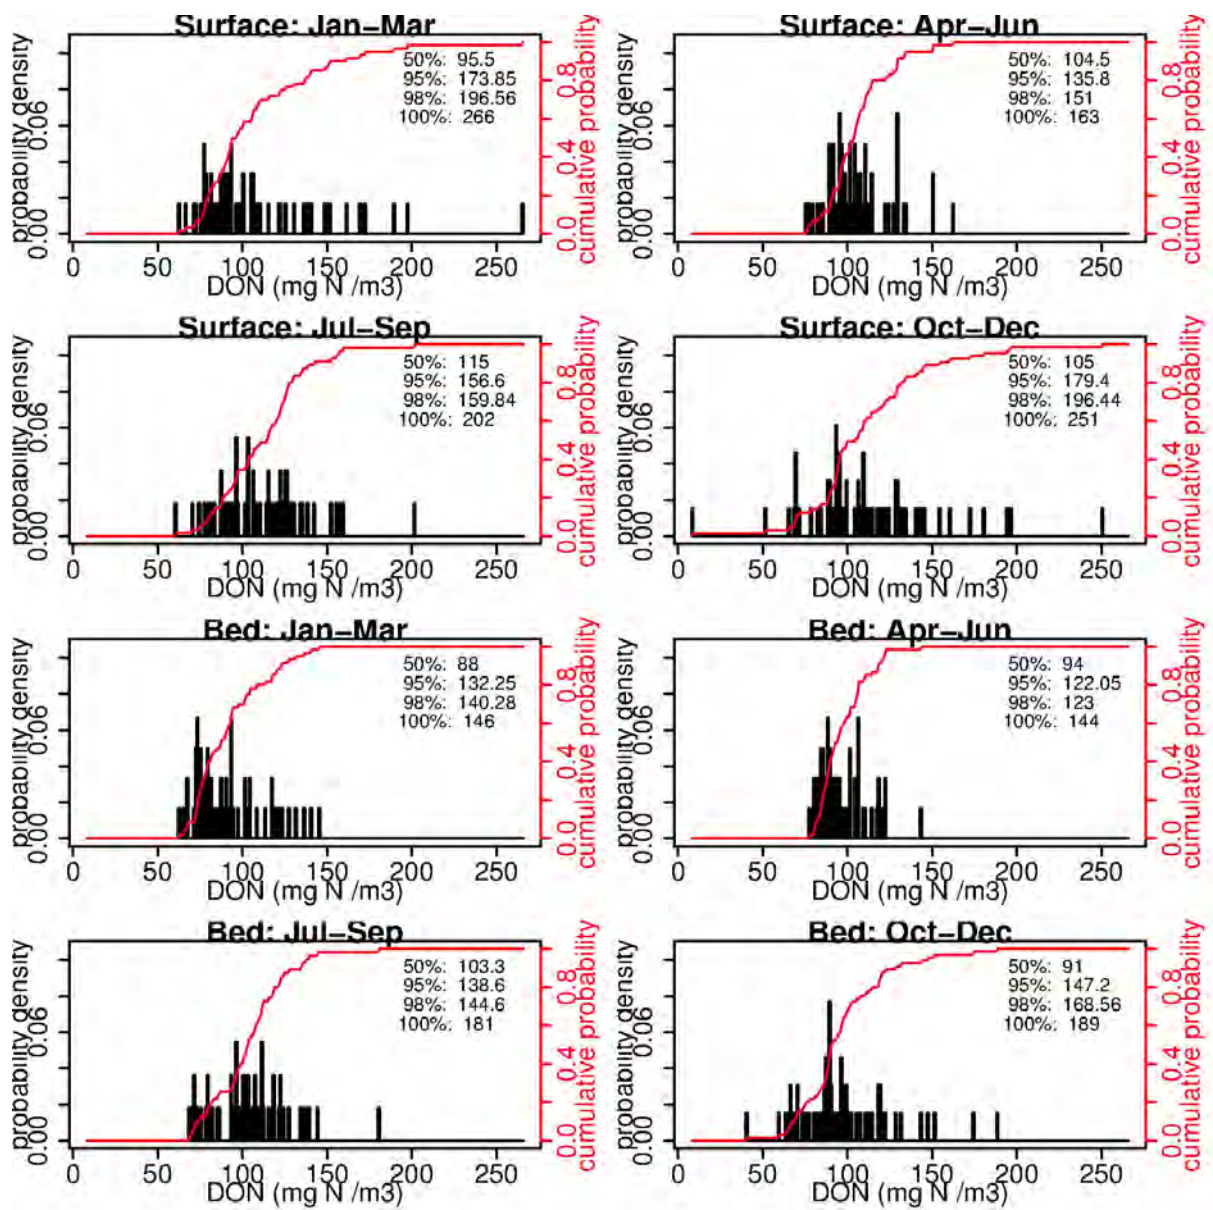 Surface: Jan-Mar
probability density
0.00
0.06
50%: 95.5
95%: 173.85
98%: 196.56
100%: 266
0.0 0.4 0.8
cumulative probability
0 50 100 150 200 250
DON (mg N /m3)
Surface: Apr-Jun
probability density
0.00
0.06
50%: 104.5
95%: 135.8
98%: 151
100%: 163
0.0 0.4 0.8
cumulative probability
0 50 100 150 200 250
DON (mg N /m3)
Surface: Jul-Sep
probability density
0.00
0.06
50%: 115
95%: 156.6
98%: 159.84
100%: 202
0.0 0.4 0.8
cumulative probability
0 50 100 150 200 250
DON (mg N /m3)
Surface: Oct-Dec
probability density
0.00
0.06
50%: 105
95%: 179.4
98%: 196.44
100%: 251
0.0 0.4 0.8
cumulative probability
0 50 100 150 200 250
DON (mg N /m3)
Bed: Jan-Mar
probability density
0.00
0.06
50%: 88
95%: 132.25
98%: 140.28
100%: 146
0.0 0.4 0.8
cumulative probability
0 50 100 150 200 250
DON (mg N /m3)
Bed: Apr-Jun
probability density
0.00
0.06
50%: 94
95%: 122.05
98%: 123
100%: 144
0.0 0.4 0.8
cumulative probability
0 50 100 150 200 250
DON (mg N /m3)
Bed: Jul-Sep
probability density
0.00
0.06
50%: 103.3
95%: 138.6
98%: 144.6
100%: 181
0.0 0.4 0.8
cumulative probability
0 50 100 150 200 250
DON (mg N /m3)
Bed: Oct-Dec
probability density
0.00
0.06
50%: 91
95%: 147.2
98%: 168.56
100%: 189
0.0 0.4 0.8
cumulative probability
0 50 100 150 200 250
DON (mg N /m3)